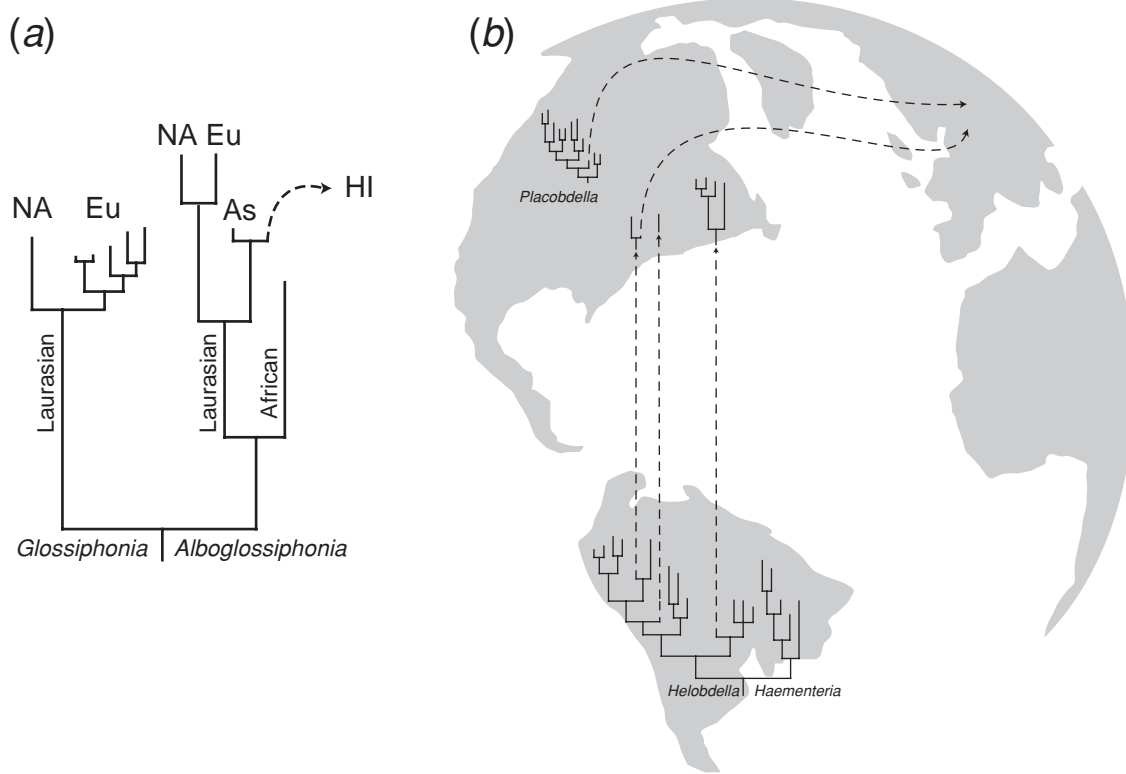 (a)
NA Eu
NA
Eu
As
HI
Laurasian
Laurasian
African
Glossiphonia
Alboglossiphonia
(b)
Placobdella
Helobdella
Haementeria